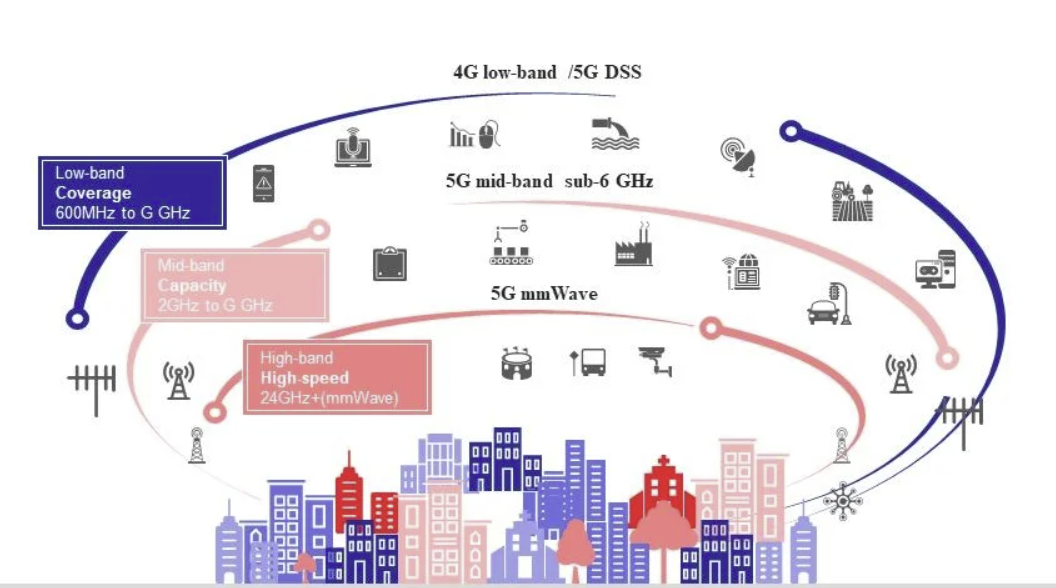 4G low-band /5G DSS
Low-band
Coverage
600MHz to G GHz
5G mid-band sub-6 GHz
Mid-band
Capacity
2GHz to G GHz
5G mmWave
High-band
High-speed
24GHz+(mmWave)